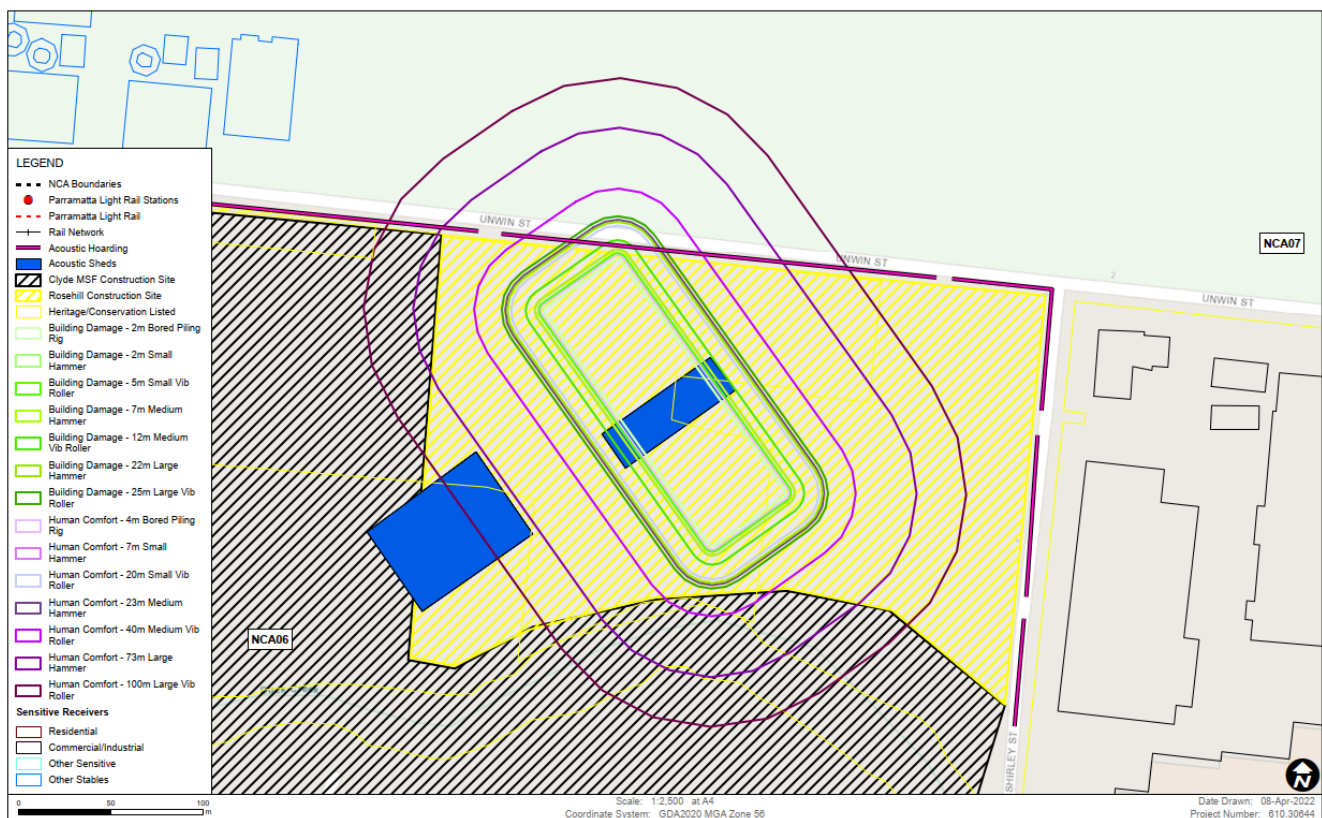 UNWIN ST
NCA07
UNWIN ST
2
UNWIN ST
LEGEND
NCA Boundaries
Parramatta Light Rail Stations
Parramatta Light Rail
Rail Network
Acoustic Hoarding
Acoustic Sheds
Clyde MSF Construction Site
Rosehill Construction Site
Heritage/Conservation Listed
Building Damage - 2m Bored Piling
Rig
Building Damage - 2m Small
Hammer
Building Damage - 5m Small Vib
Roller
Building Damage - 7m Medium
Hammer
Building Damage - 12m Medium
Vib Roller
Building Damage - 22m Large
Hammer
Building Damage - 25m Large Vib
Roller
Human Comfort - 4m Bored Piling
Rig
Human Comfort - 7m Small
Hammer
Human Comfort - 20m Small Vib
Roller
Human Comfort - 23m Medium
Hammer
Human Comfort - 40m Medium Vib
Roller
Human Comfort - 73m Large
Hammer
Human Comfort - 100m Large Vib
Roller
Sensitive Receivers
Residential
Commercial/Industrial
Other Sensitive
Other Stables
NCA06
SHIRLEY ST
N
0 50 100
m
Scale: 1:2,500 at A4
Coordinate System: GDA2020 MGA Zone 56
Date Drawn: 08-Apr-2022
Project Number: 610.30644